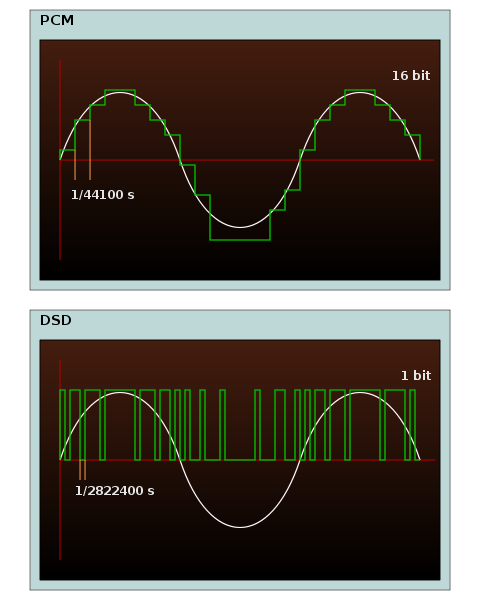 PCM
16 bit
1/44100 s
DSD
1 bit
1/2822400 s